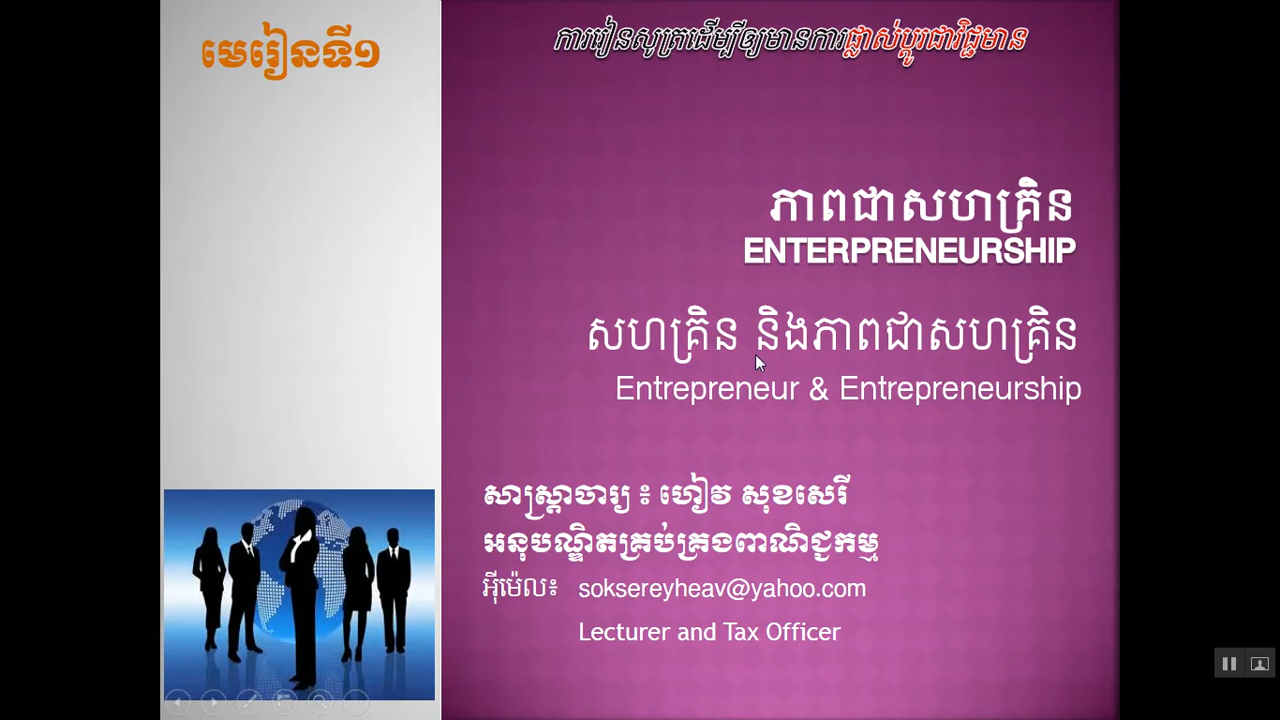 មេរៀនទី១
ការរៀនសូត្រដើម្បីឲ្យមានការផ្លាស់ប្ដូរជាវិជ្ជមាន
ភាពជាសហគ្រិន
ENTERPRENEURSHIP
សហគ្រិន និងភាពជាសហគ្រិន
Entrepreneur & Entrepreneurship
សាស្ត្រាចារ្យ ៖ ហៀវ សុខសេរី
អនុបណ្ឌិតគ្រប់គ្រងពាណិជ្ជកម្ម
អ៊ីម៉េល៖ soksereyheav@yahoo.com
Lecturer and Tax Officer